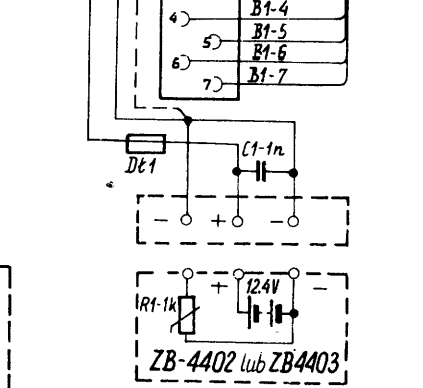 B1-4
4
B1-5
5
B1-6
6
B1-7
7
C1-1n
Dt1
− + −
+ 12.4V −
R1-1k
ZB-4402 lub ZB4403